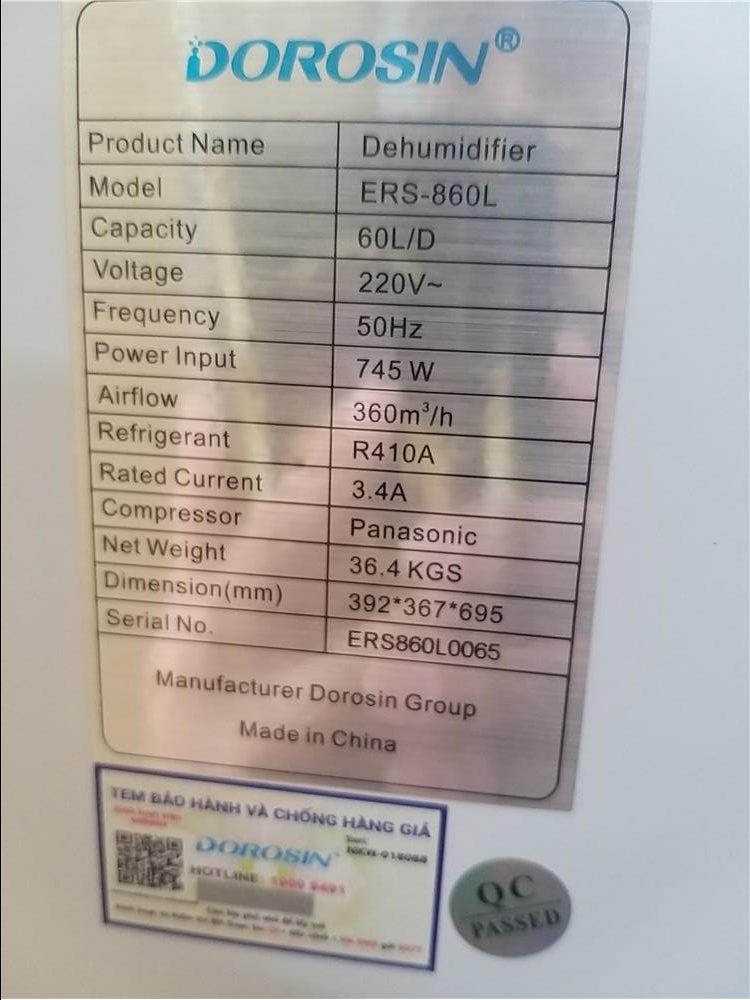 DOROSIN®
Product Name Dehumidifier
Model ERS-860L
Capacity 60L/D
Voltage 220V~
Frequency 50Hz
Power Input 745 W
Airflow 360m³/h
Refrigerant R410A
Rated Current 3.4A
Compressor Panasonic
Net Weight 36.4 KGS
Dimension(mm) 392*367*695
Serial No. ERS860L0065
Manufacturer Dorosin Group
Made in China
TEM BẢO HÀNH VÀ CHỐNG HÀNG GIẢ
DOROSIN
HOTLINE:
QC
PASSED